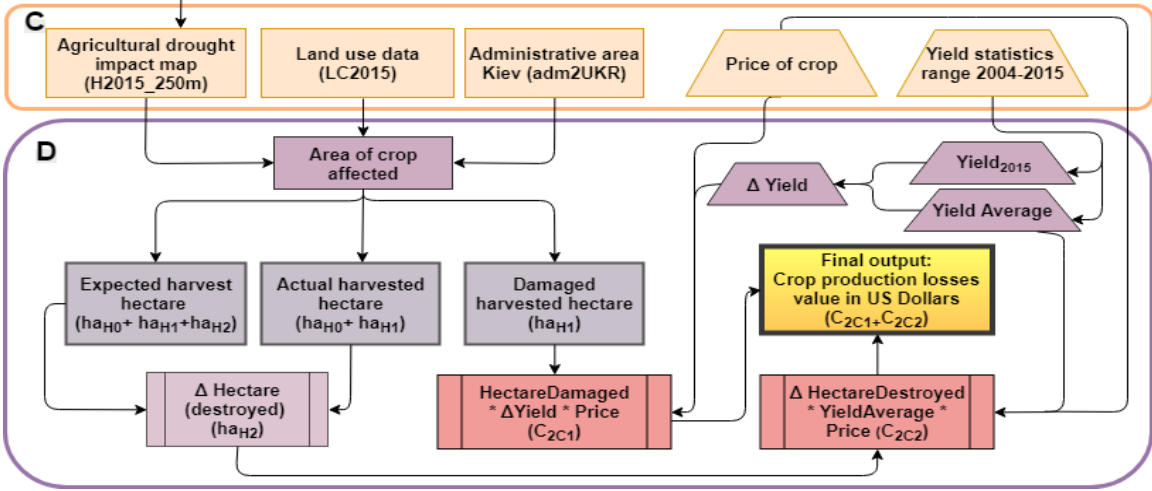 C
Agricultural drought
impact map
(H2015_250m)
Land use data
(LC2015)
Administrative area
Kiev (adm2UKR)
Price of crop
Yield statistics
range 2004-2015
D
Area of crop
affected
Δ Yield
Yield2015
Yield Average
Expected harvest
hectare
(haH0+ haH1+haH2)
Actual harvested
hectare
(haH0+ haH1)
Damaged
harvested hectare
(haH1)
Final output:
Crop production losses
value in US Dollars
(C2C1+C2C2)
Δ Hectare
(destroyed)
(haH2)
HectareDamaged
* ΔYield * Price
(C2C1)
Δ HectareDestroyed
* YieldAverage *
Price (C2C2)